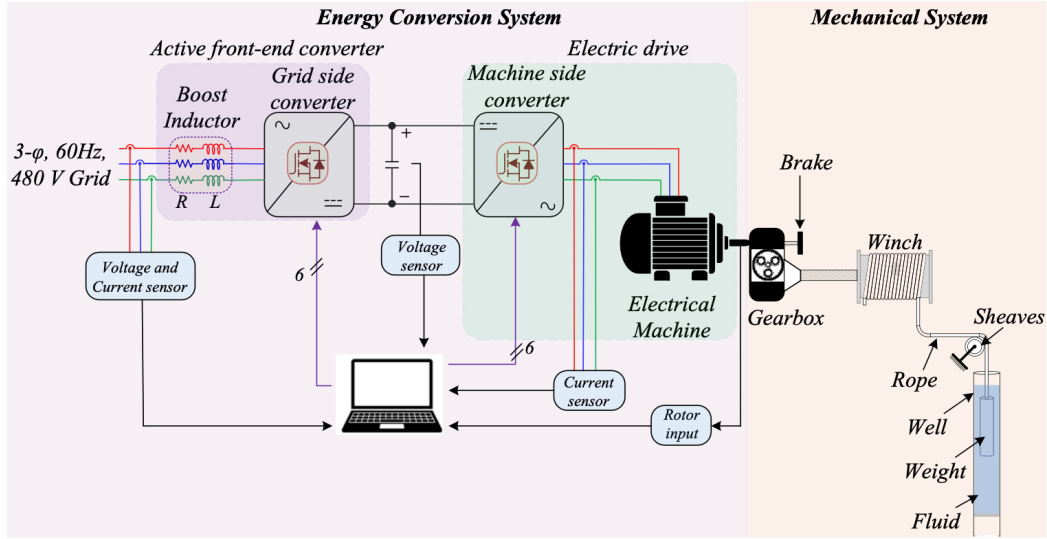 Energy Conversion System
Mechanical System
Active front-end converter
Electric drive
Grid side
converter
Machine side
converter
Boost
Inductor
3-φ, 60Hz,
480 V Grid
R L
+
−
Brake
Voltage and
Current sensor
Voltage
sensor
6
6
Electrical
Machine
Gearbox
Winch
Sheaves
Rope
Current
sensor
Rotor
input
Well
Weight
Fluid